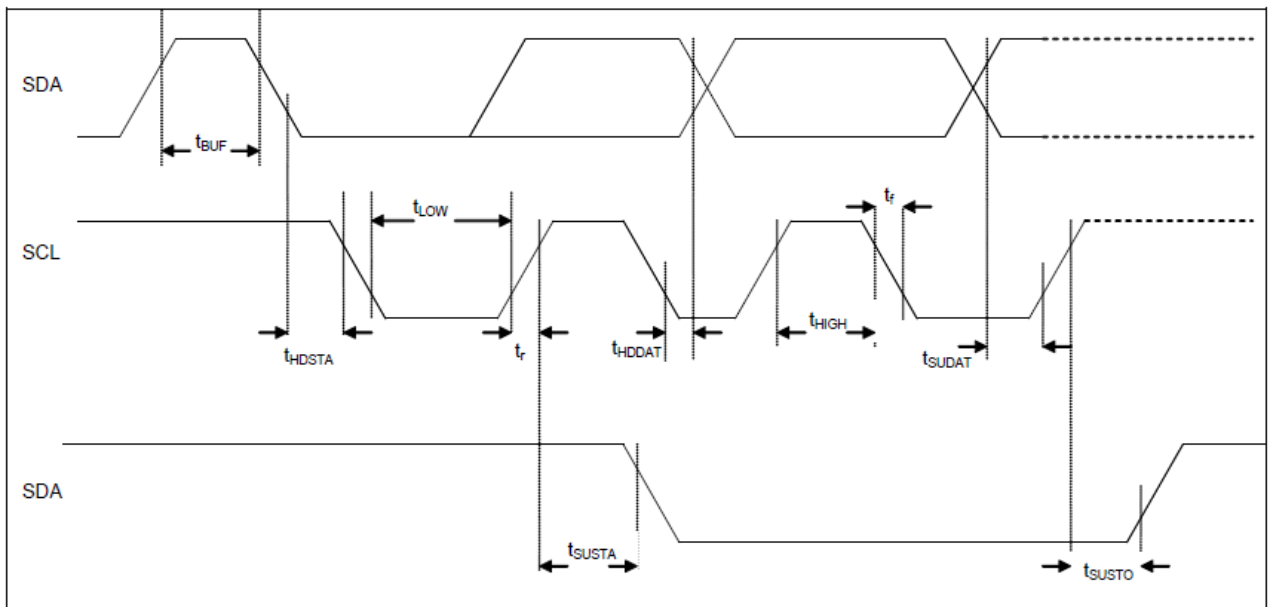 SDA
tBUF
tLOW
tf
SCL
tHDSTA
tr
tHDDAT
tHIGH
tSUDAT
SDA
tSUSTA
tSUSTO